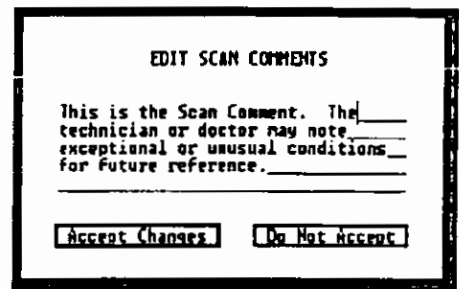 EDIT SCAN COMMENTS
This is the Scan Comment. The
technician or doctor may note
exceptional or unusual conditions
for future reference.
Accept Changes Do Not Accept